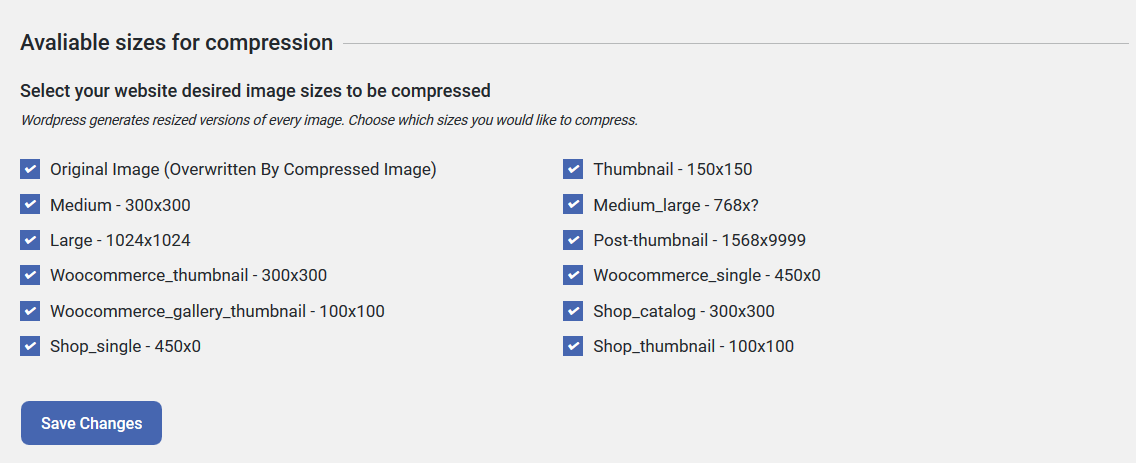 Avaliable sizes for compression
Select your website desired image sizes to be compressed
Wordpress generates resized versions of every image. Choose which sizes you would like to compress.
Original Image (Overwritten By Compressed Image)
Thumbnail - 150x150
Medium - 300x300
Medium_large - 768x?
Large - 1024x1024
Post-thumbnail - 1568x9999
Woocommerce_thumbnail - 300x300
Woocommerce_single - 450x0
Woocommerce_gallery_thumbnail - 100x100
Shop_catalog - 300x300
Shop_single - 450x0
Shop_thumbnail - 100x100
Save Changes